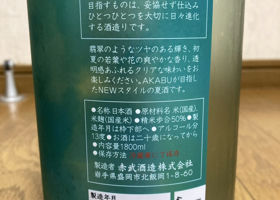 目指すものは、妥協せず仕込み
ひとつひとつを大切に日々進化
する酒造りです。
翡翠のようなツヤのある輝き、初
夏の若葉や花の爽やかな香り、透
明感あふれるクリアな味わいをお
楽しみください。AKABUが目指し
たNEWスタイルの夏酒です。
●名称 日本酒 ●原材料名 米(国産)、
米麹(国産米) ●精米歩合50% ●製
造年月は枠下部へ ●アルコール分
13度 ●お酒は二十歳になってから
●内容量1800ml
●保存方法
製造者 赤武酒造株式会社
岩手県盛岡市北飯岡1-8-60
製造年月